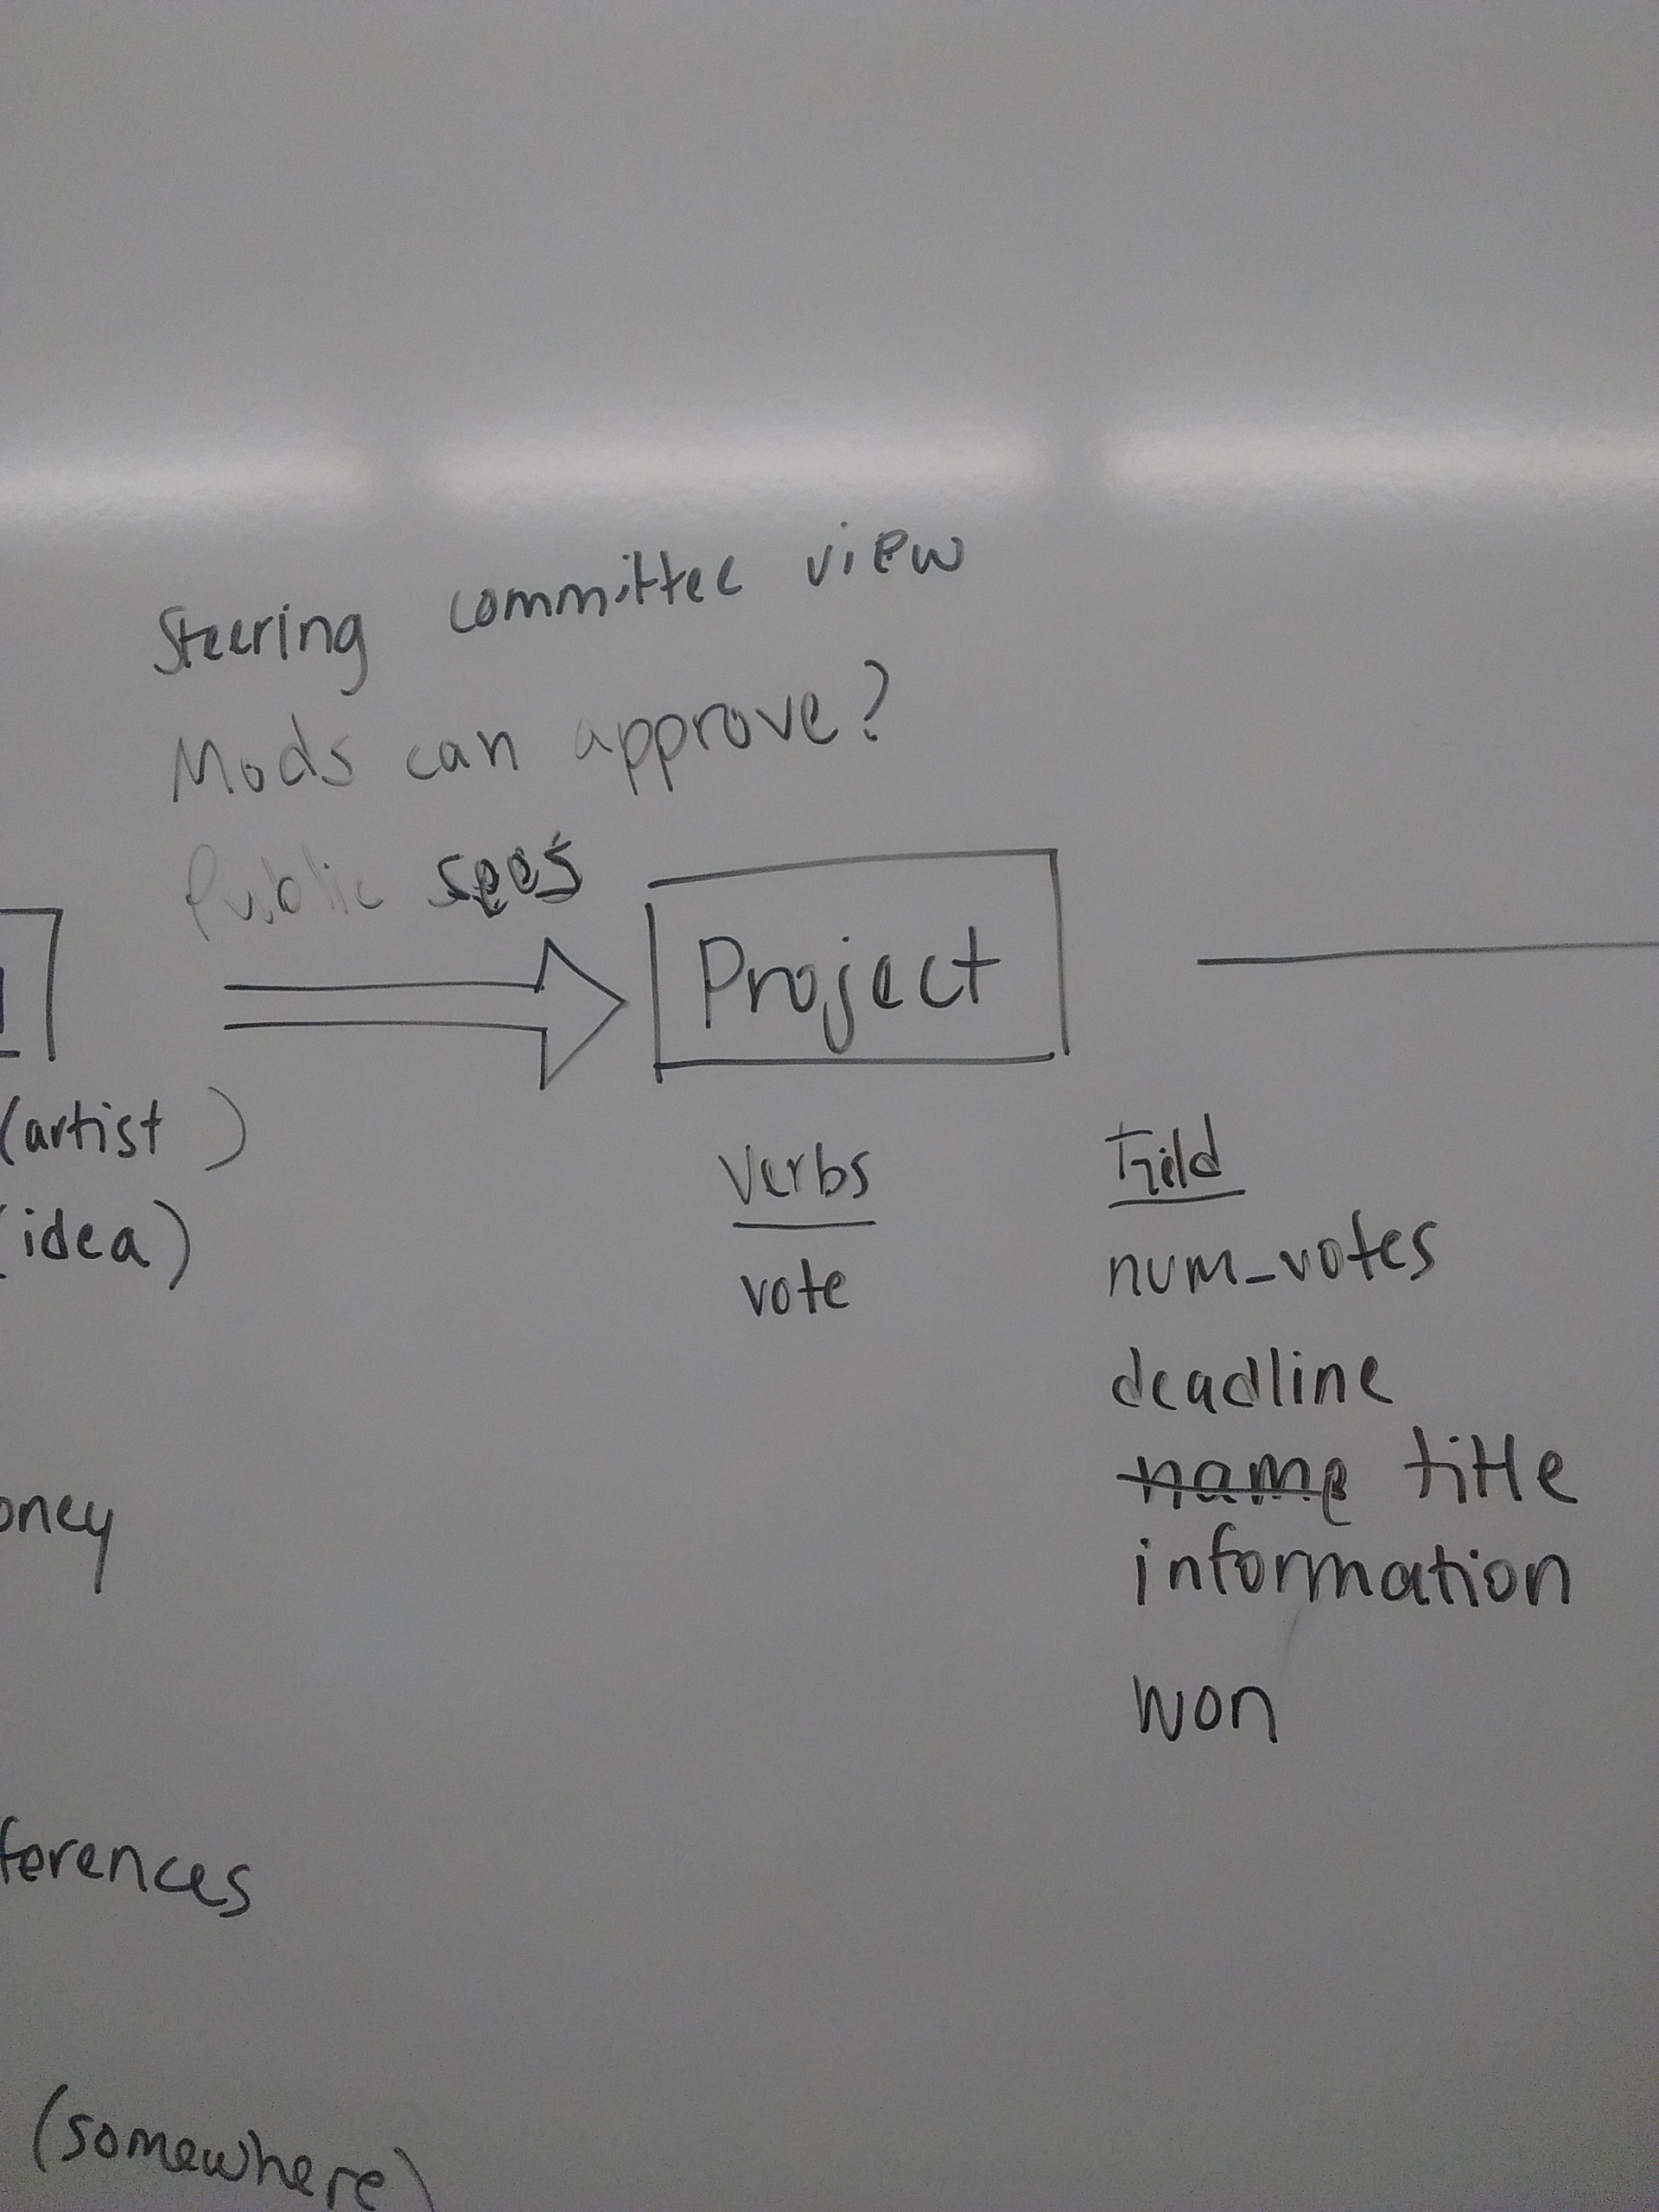 Steering committee view
Mods can approve?
Public sees
Project
(artist )
(idea)
Verbs
vote
Field
num_votes
deadline
name title
information
won
oney
ferences
(somewhere)